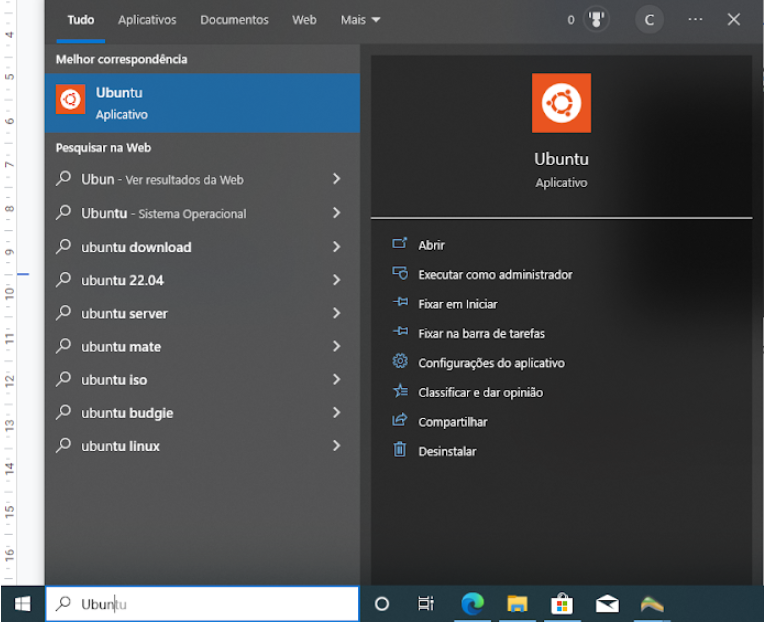 Tudo Aplicativos Documentos Web Mais 0 C ...
Melhor correspondência
Ubuntu
Aplicativo
Pesquisar na Web
Ubun - Ver resultados da Web
Ubuntu - Sistema Operacional
ubuntu download
ubuntu 22.04
ubuntu server
ubuntu mate
ubuntu iso
ubuntu budgie
ubuntu linux
Ubuntu
Aplicativo
Abrir
Executar como administrador
Fixar em Iniciar
Fixar na barra de tarefas
Configurações do aplicativo
Classificar e dar opinião
Compartilhar
Desinstalar
4
5
6
7
8
9
10
11
12
13
14
15
16
Ubuntu